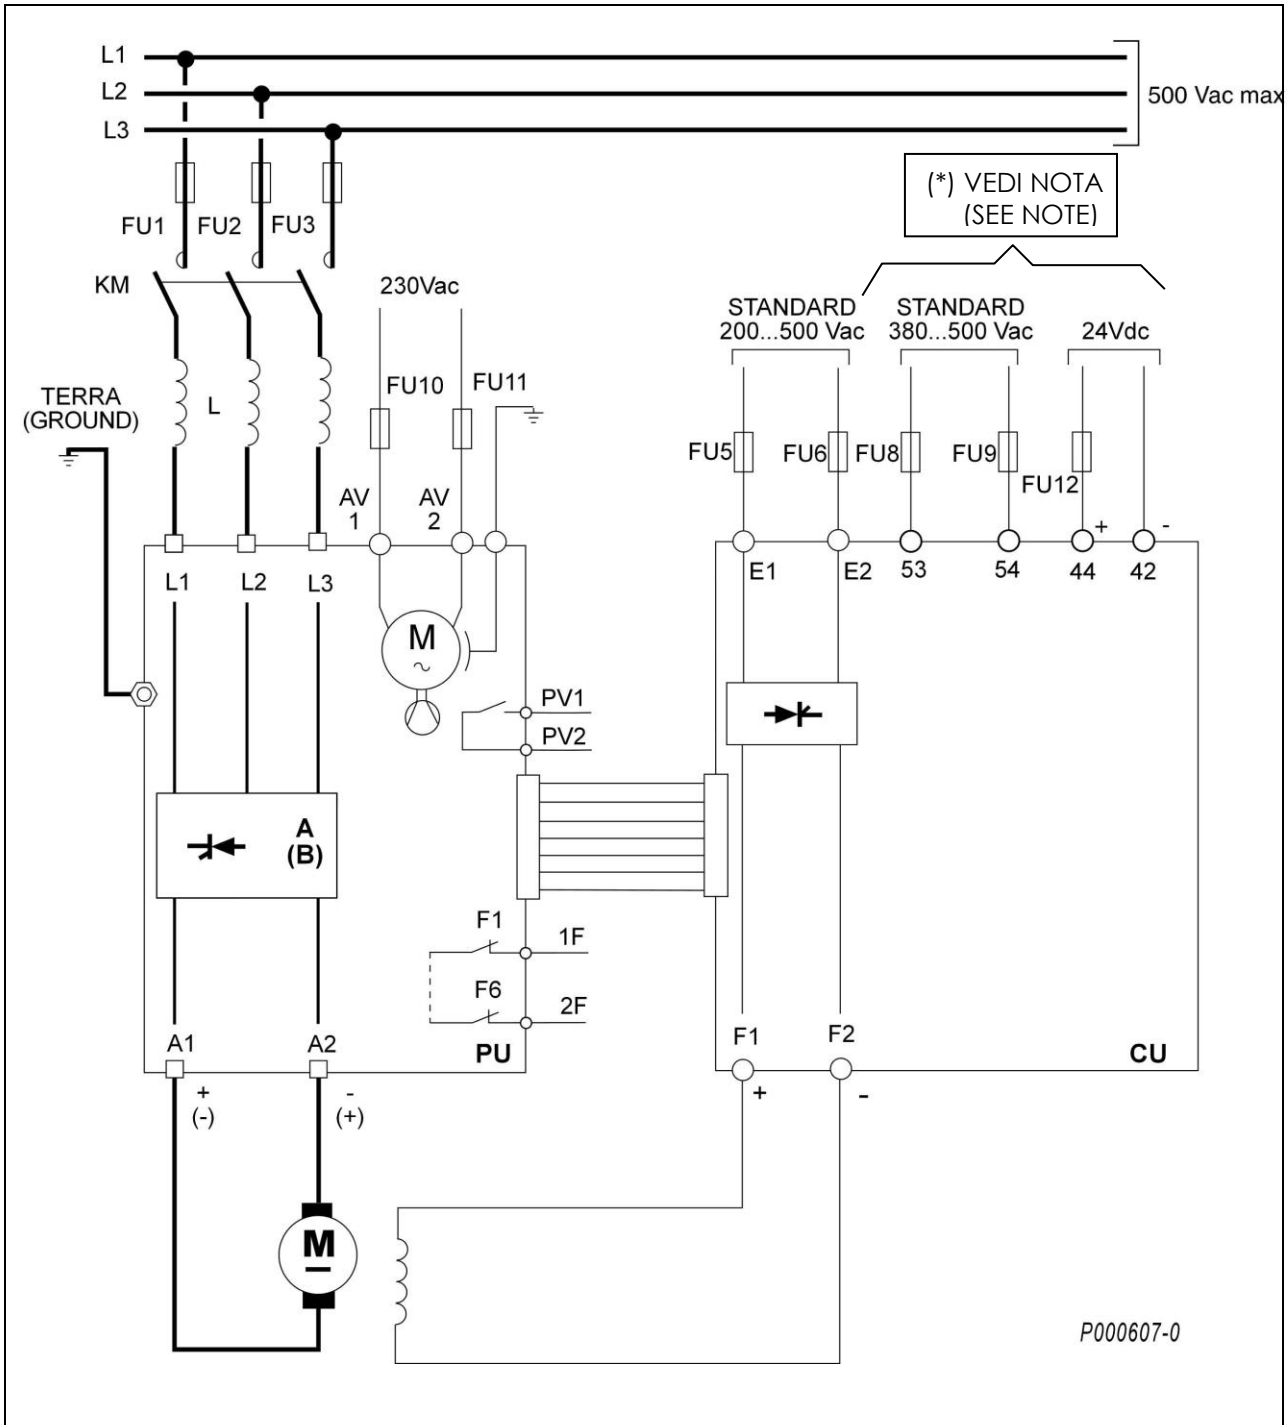 L1
L2
500 Vac max
L3
(*) VEDI NOTA
(SEE NOTE)
FU1
FU2
FU3
KM
230Vac
STANDARD
200...500 Vac
STANDARD
380...500 Vac
24Vdc
TERRA
(GROUND)
L
FU10
FU11
FU5
FU6
FU8
FU9
FU12
AV
1
AV
2
+
-
L1
L2
L3
E1
E2
53
54
44
42
M
~
PV1
PV2
A
(B)
F1
1F
F6
2F
A1
A2
PU
F1
F2
CU
+
(-)
-
(+)
+
-
M
P000607-0